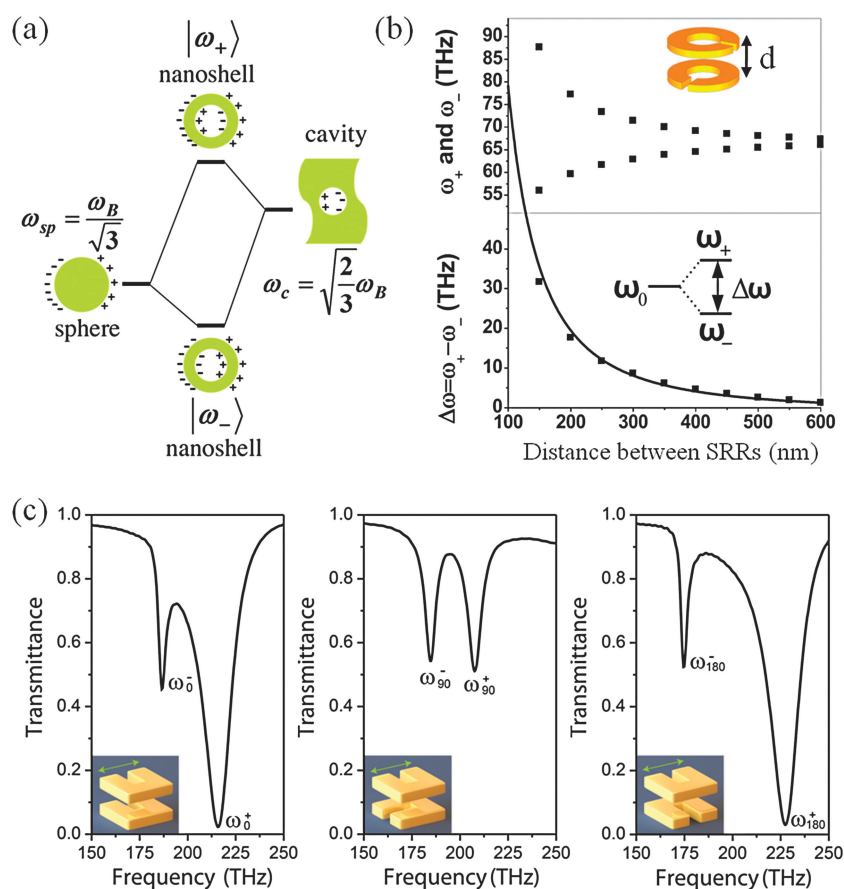 (a)
|ω₊⟩
nanoshell
cavity
ω_sp = ω_B/√3
sphere
ω_c = √(2/3) ω_B
|ω₋⟩
nanoshell
(b)
ω₊ and ω₋ (THz)
90
85
80
75
70
65
60
55
d
Δω=ω₊-ω₋ (THz)
40
30
20
10
0
ω₊
ω₀
Δω
ω₋
100 200 300 400 500 600
Distance between SRRs (nm)
(c)
Transmittance
1.0
0.8
0.6
0.4
0.2
0.0
ω₀⁻
ω₀⁺
150 175 200 225 250
Frequency (THz)
Transmittance
1.0
0.8
0.6
0.4
0.2
0.0
ω₉₀⁻ ω₉₀⁺
150 175 200 225 250
Frequency (THz)
Transmittance
1.0
0.8
0.6
0.4
0.2
0.0
ω₁₈₀⁻
ω₁₈₀⁺
150 175 200 225 250
Frequency (THz)